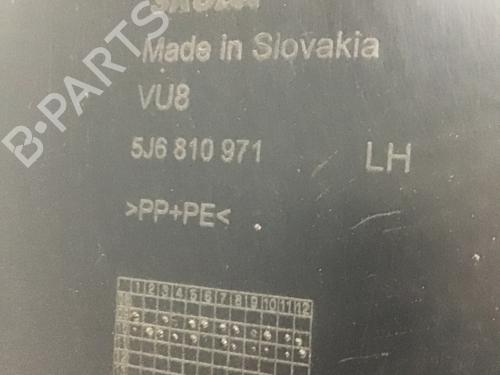 Made in Slovakia
VU8
5J6 810 971
LH
>PP+PE<
1 2 3 4 5 6 7 8 9 10 11 12
B-PARTS